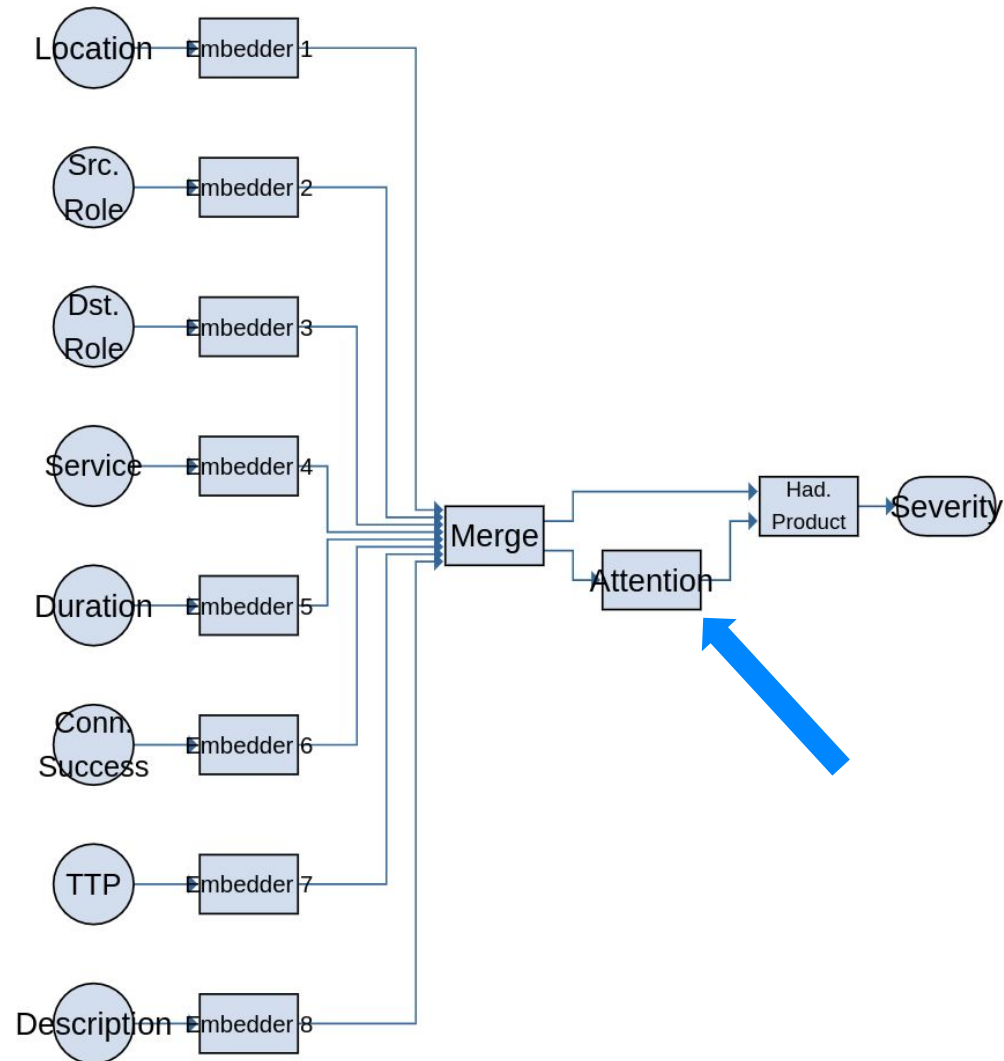 Location
Embedder 1
Src.
Role
Embedder 2
Dst.
Role
Embedder 3
Service
Embedder 4
Duration
Embedder 5
Conn.
Success
Embedder 6
TTP
Embedder 7
Description
Embedder 8
Merge
Attention
Had.
Product
Severity